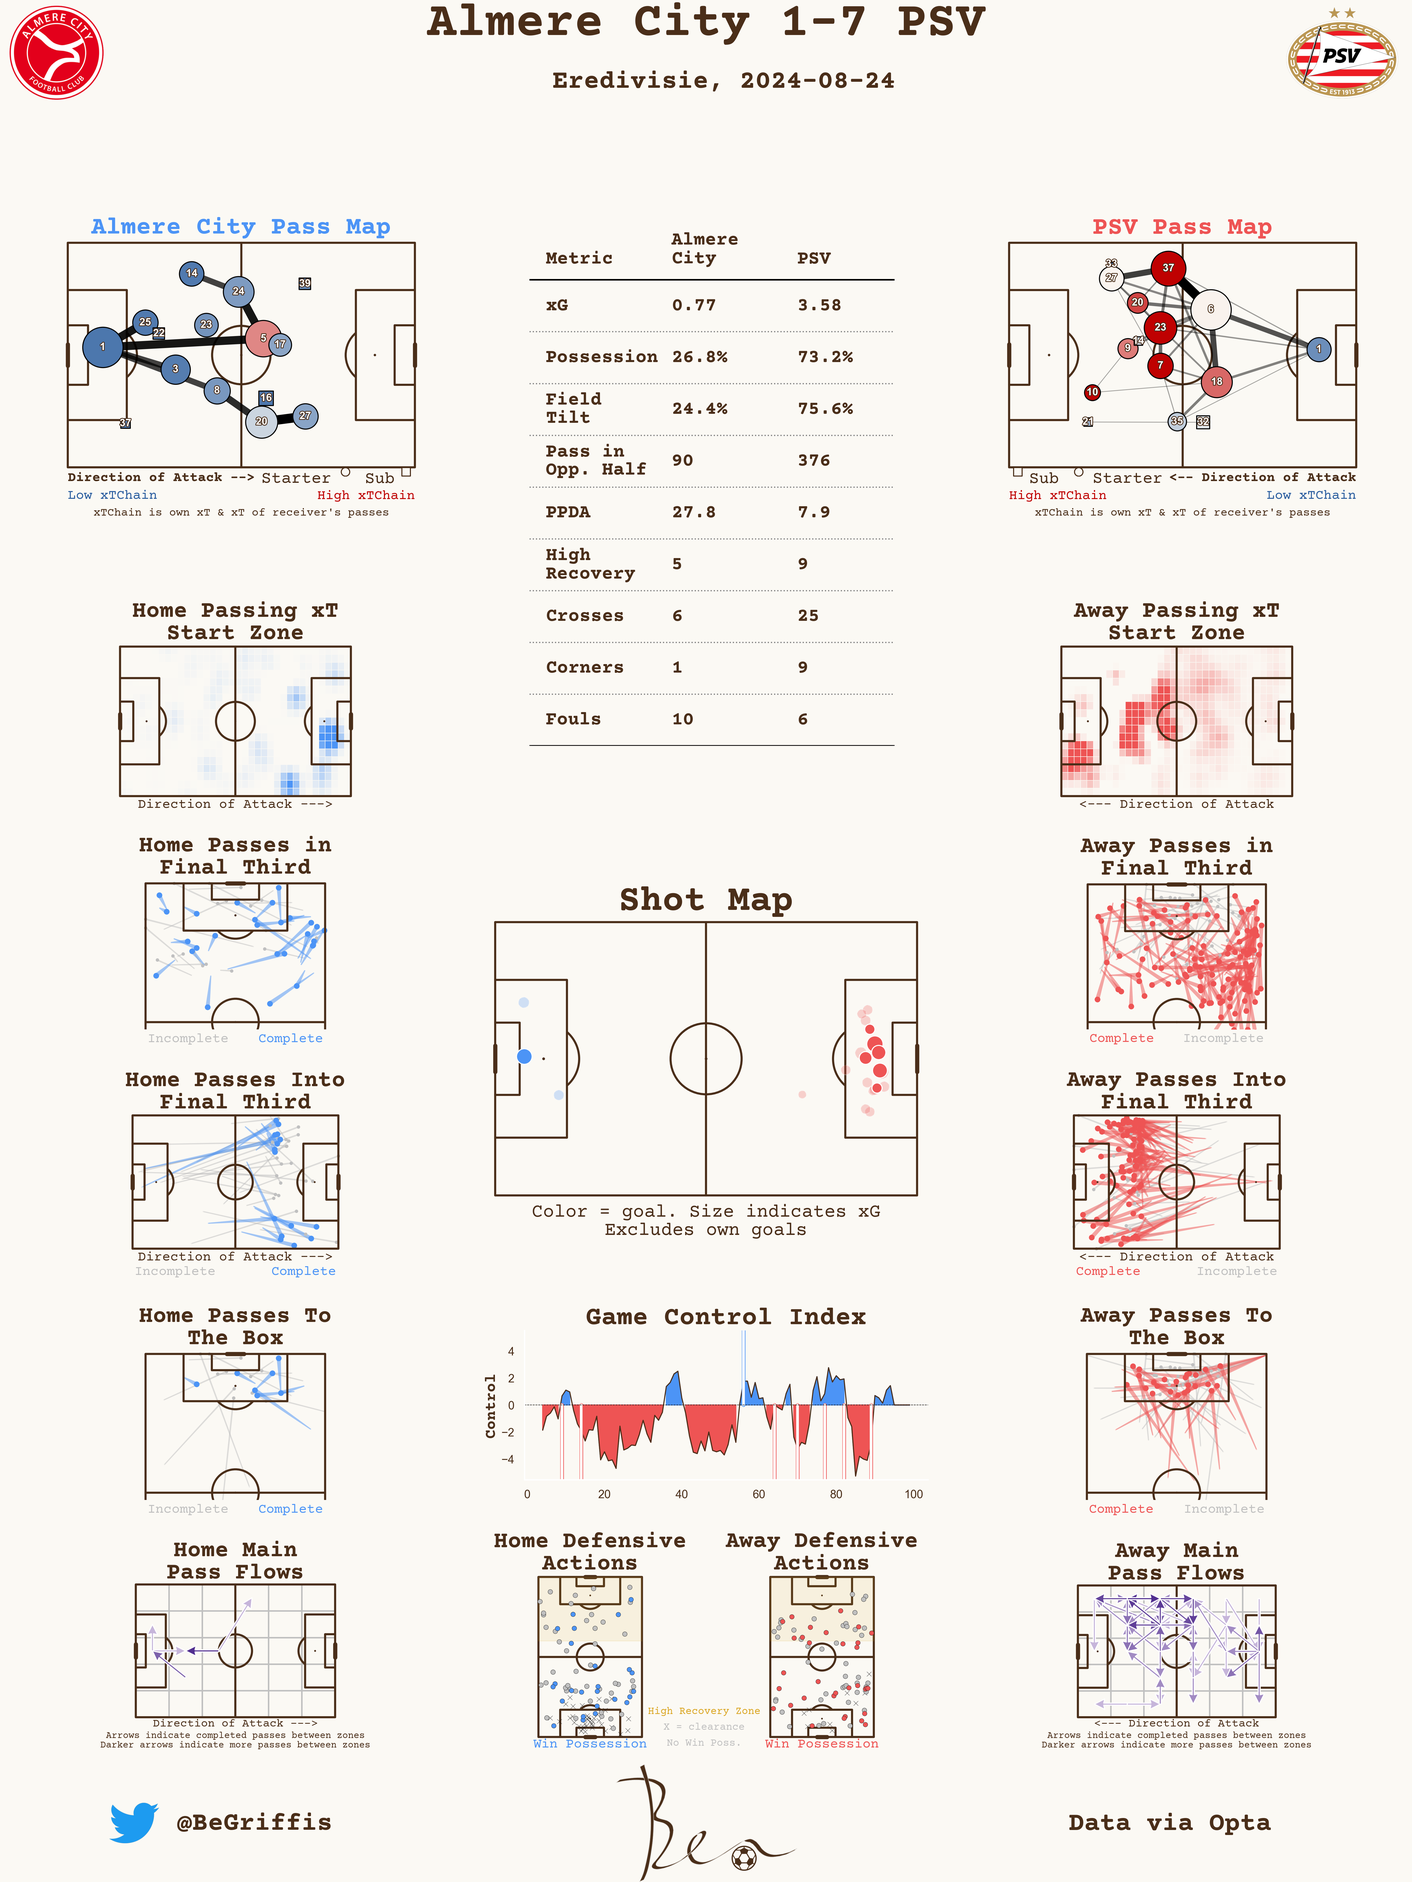 Almere City 1-7 PSV
Eredivisie, 2024-08-24
ALMERE CITY
FOOTBALL CLUB
PSV
EST 1913
Almere City Pass Map
14
24
39
25
22
23
5
17
1
3
8
16
20
27
37
Direction of Attack --> Starter Sub
Low xTChain High xTChain
xTChain is own xT & xT of receiver's passes
Metric Almere City PSV
xG 0.77 3.58
Possession 26.8% 73.2%
Field Tilt 24.4% 75.6%
Pass in Opp. Half 90 376
PPDA 27.8 7.9
High Recovery 5 9
Crosses 6 25
Corners 1 9
Fouls 10 6
PSV Pass Map
33
27
37
20
6
23
14
9
1
7
18
10
21
35
32
Sub Starter <-- Direction of Attack
High xTChain Low xTChain
xTChain is own xT & xT of receiver's passes
Home Passing xT
Start Zone
Direction of Attack --->
Away Passing xT
Start Zone
<--- Direction of Attack
Home Passes in
Final Third
Incomplete Complete
Away Passes in
Final Third
Complete Incomplete
Shot Map
Color = goal. Size indicates xG
Excludes own goals
Home Passes Into
Final Third
Direction of Attack --->
Incomplete Complete
Away Passes Into
Final Third
<--- Direction of Attack
Complete Incomplete
Home Passes To
The Box
Incomplete Complete
Game Control Index
Control
4
2
0
−2
−4
0 20 40 60 80 100
Away Passes To
The Box
Complete Incomplete
Home Main
Pass Flows
Direction of Attack --->
Arrows indicate completed passes between zones
Darker arrows indicate more passes between zones
Home Defensive
Actions
Win Possession
Away Defensive
Actions
Win Possession
High Recovery Zone
X = clearance
No Win Poss.
Away Main
Pass Flows
<--- Direction of Attack
Arrows indicate completed passes between zones
Darker arrows indicate more passes between zones
@BeGriffis
Ben
Data via Opta